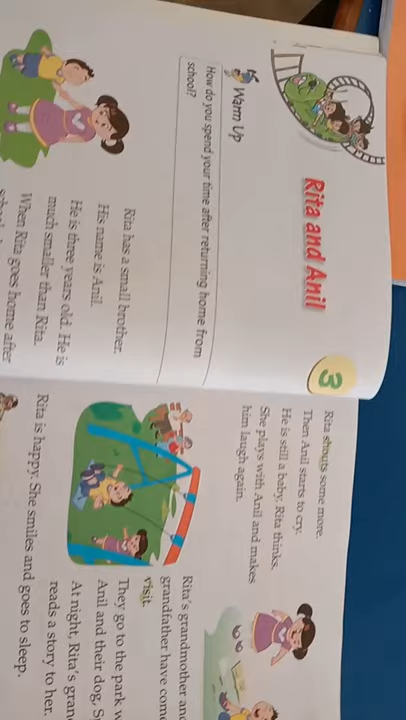 3
Rita and Anil
Warm Up
How do you spend your time after returning home from
school?
Rita has a small brother.
His name is Anil.
He is three years old. He is
much smaller than Rita.
When Rita goes home after
Rita shouts some more.
Then Anil starts to cry.
He is still a baby, Rita thinks.
She plays with Anil and makes
him laugh again.
Rita's grandmother and
grandfather have come
visit.
They go to the park
Anil and their dog,
At night, Rita's
reads a story to her.
Rita is happy. She smiles and goes to sleep.